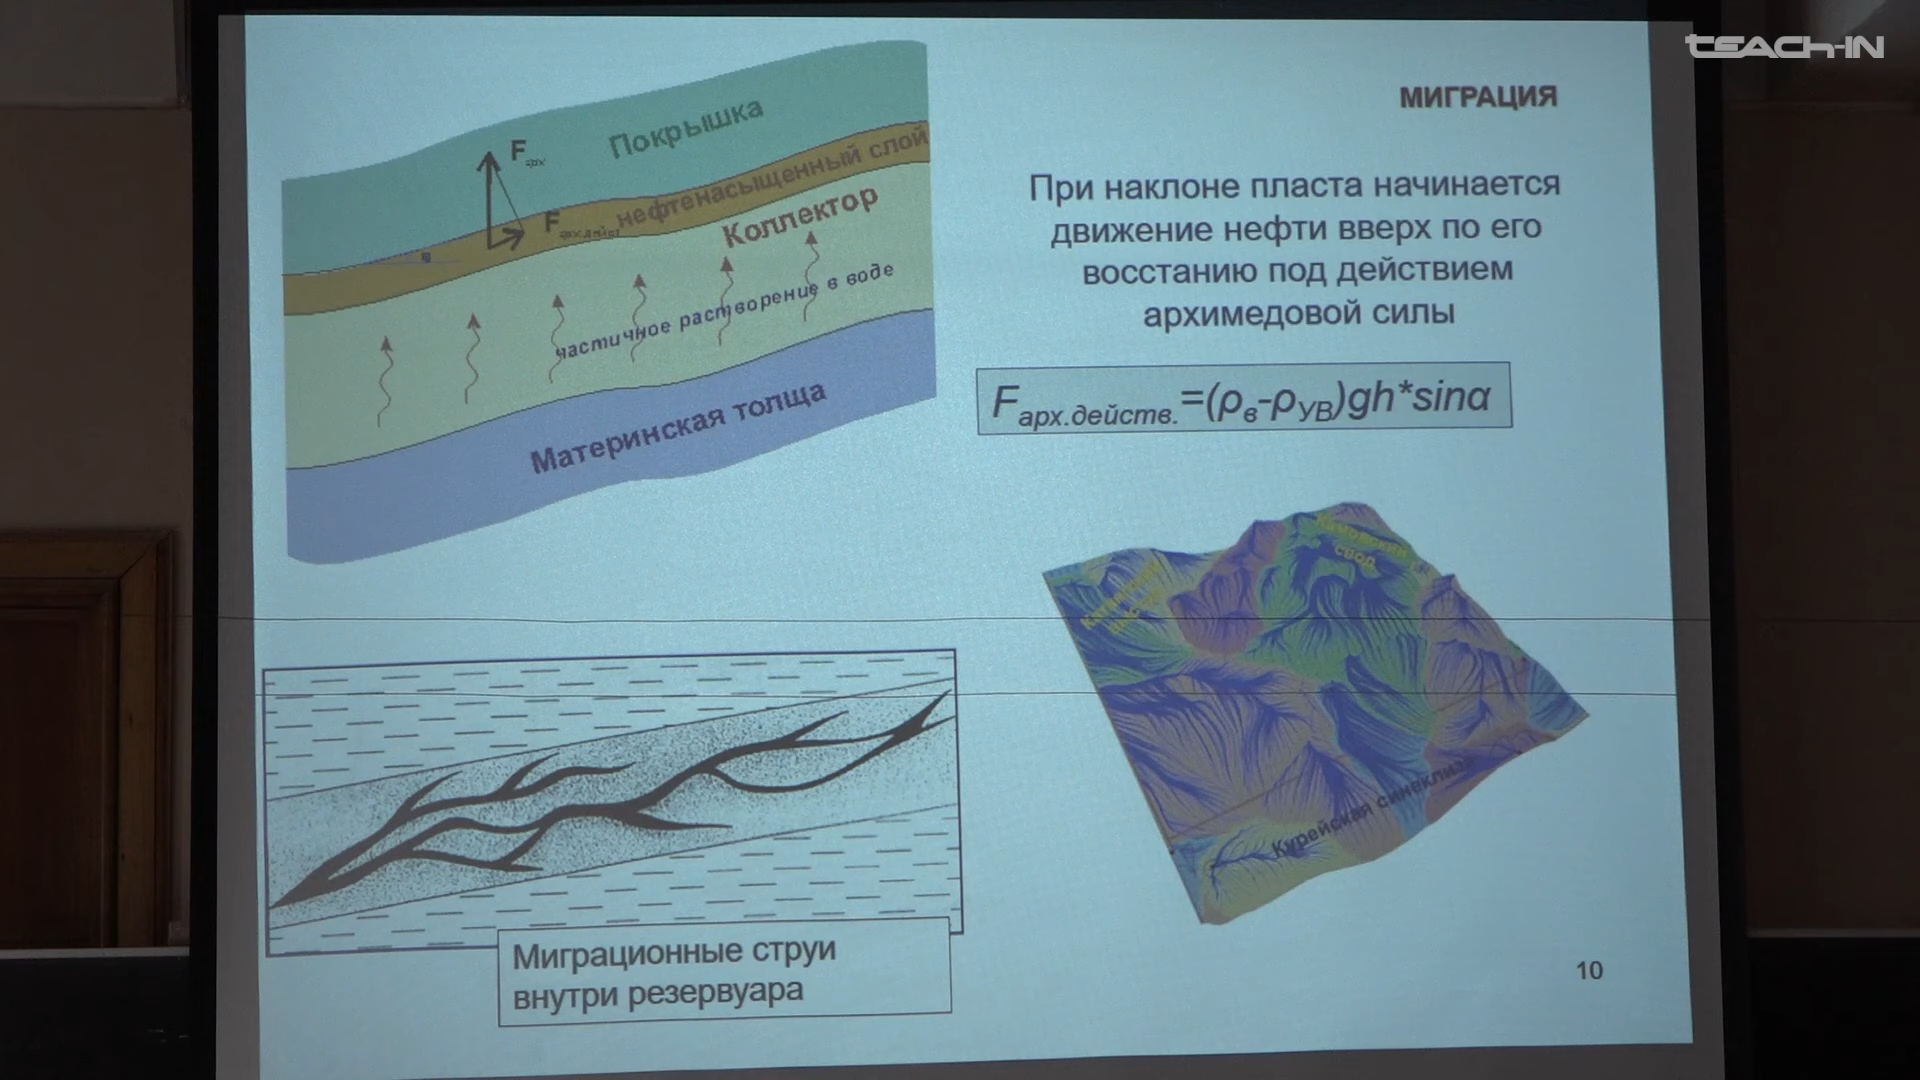 TEACH-IN
МИГРАЦИЯ
Покрышка
нефтенасыщенный слой
Коллектор
частичное растворение в воде
Материнская толща
F
F
При наклоне пласта начинается
движение нефти вверх по его
восстанию под действием
архимедовой силы
Fарх.действ.=(ρв-ρУВ)gh*sinα
Камовский
свод
Курейская синеклиза
Миграционные струи
внутри резервуара
10